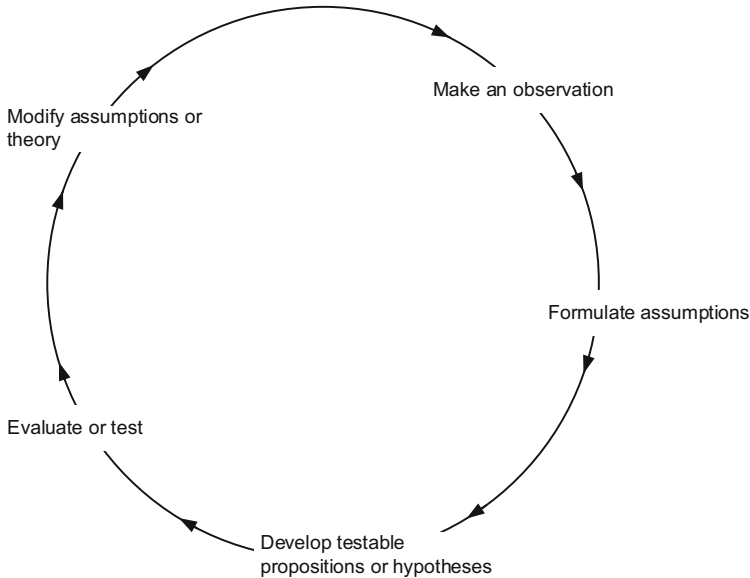 Make an observation
Modify assumptions or
theory
Formulate assumptions
Evaluate or test
Develop testable
propositions or hypotheses